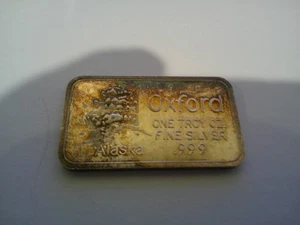 Oxford
ONE TROY OZ.
FINE SILVER
Alaska
.999